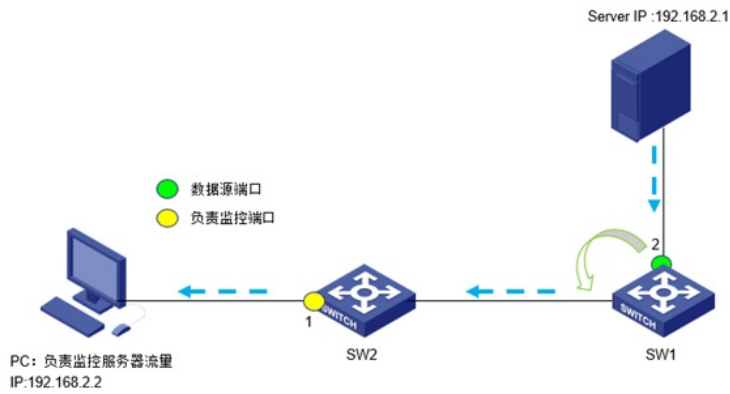 Server IP :192.168.2.1
数据源端口
负责监控端口
2
1
SWITCH
SWITCH
SW2
SW1
PC：负责监控服务器流量
IP:192.168.2.2